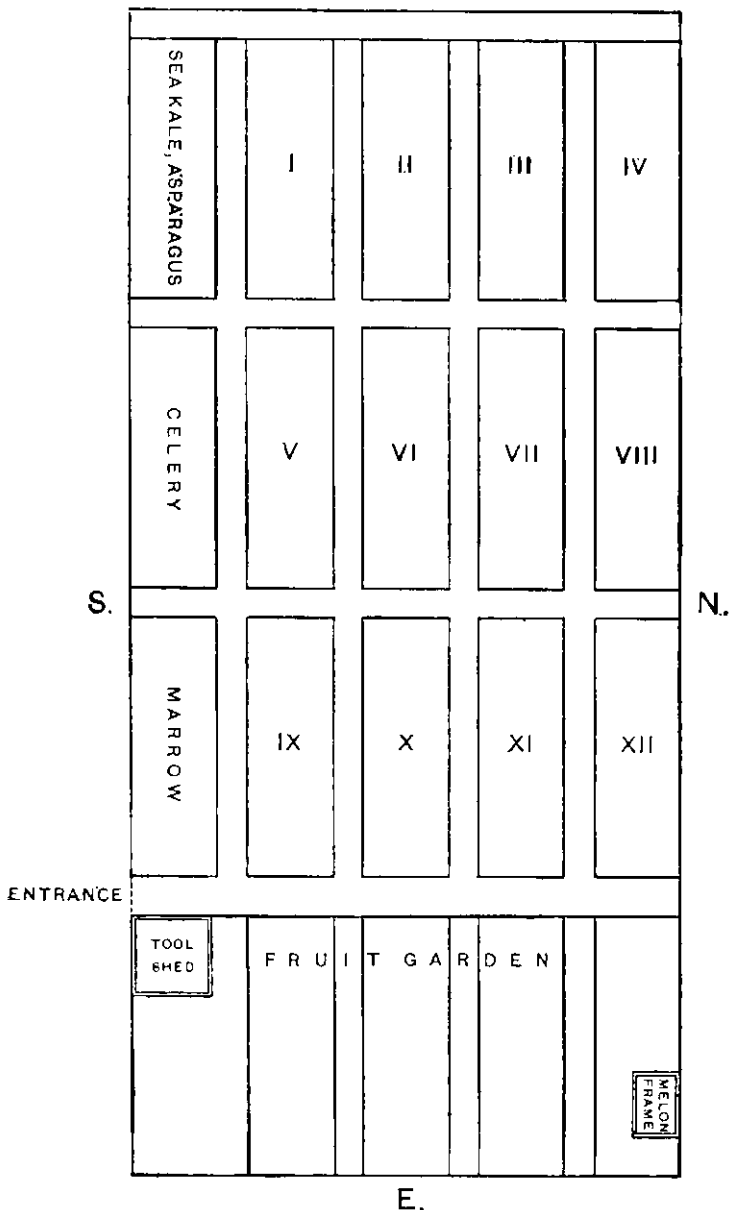 SEA KALE, ASPARAGUS
I
II
III
IV
CELERY
V
VI
VII
VIII
S.
N.
MARROW
IX
X
XI
XII
ENTRANCE
TOOL
SHED
FRUIT GARDEN
MELON
FRAME
E.